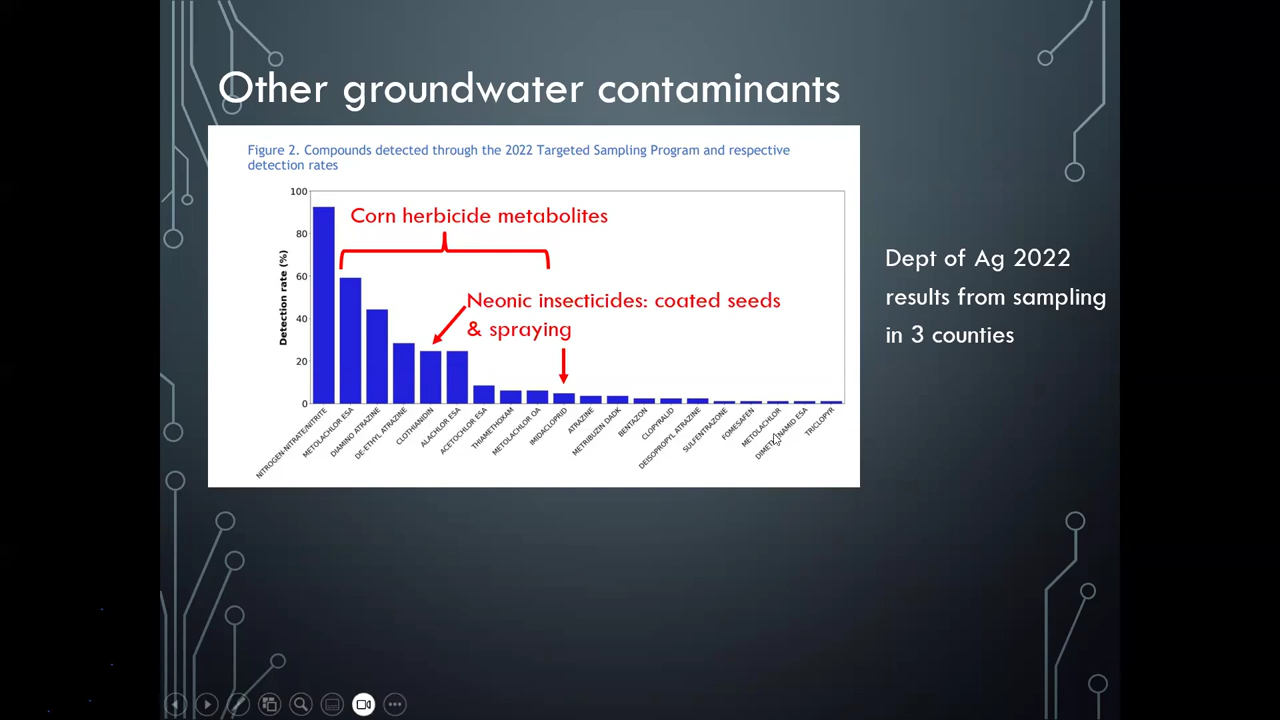 Other groundwater contaminants
Figure 2. Compounds detected through the 2022 Targeted Sampling Program and respective
detection rates
100
80
60
40
20
0
Detection rate (%)
Corn herbicide metabolites
Neonic insecticides: coated seeds
& spraying
NITROGEN-NITRATE/NITRITE
METOLACHLOR ESA
DIAMINO ATRAZINE
DE-ETHYL ATRAZINE
CLOTHIANIDIN
ALACHLOR ESA
ACETOCHLOR ESA
THIAMETHOXAM
METOLACHLOR OA
IMIDACLOPRID
ATRAZINE
METRIBUZIN DADK
BENTAZON
CLOPYRALID
DEISOPROPYL ATRAZINE
SULFENTRAZONE
FOMESAFEN
METOLACHLOR
DIMETHENAMID ESA
TRICLOPYR
Dept of Ag 2022
results from sampling
in 3 counties